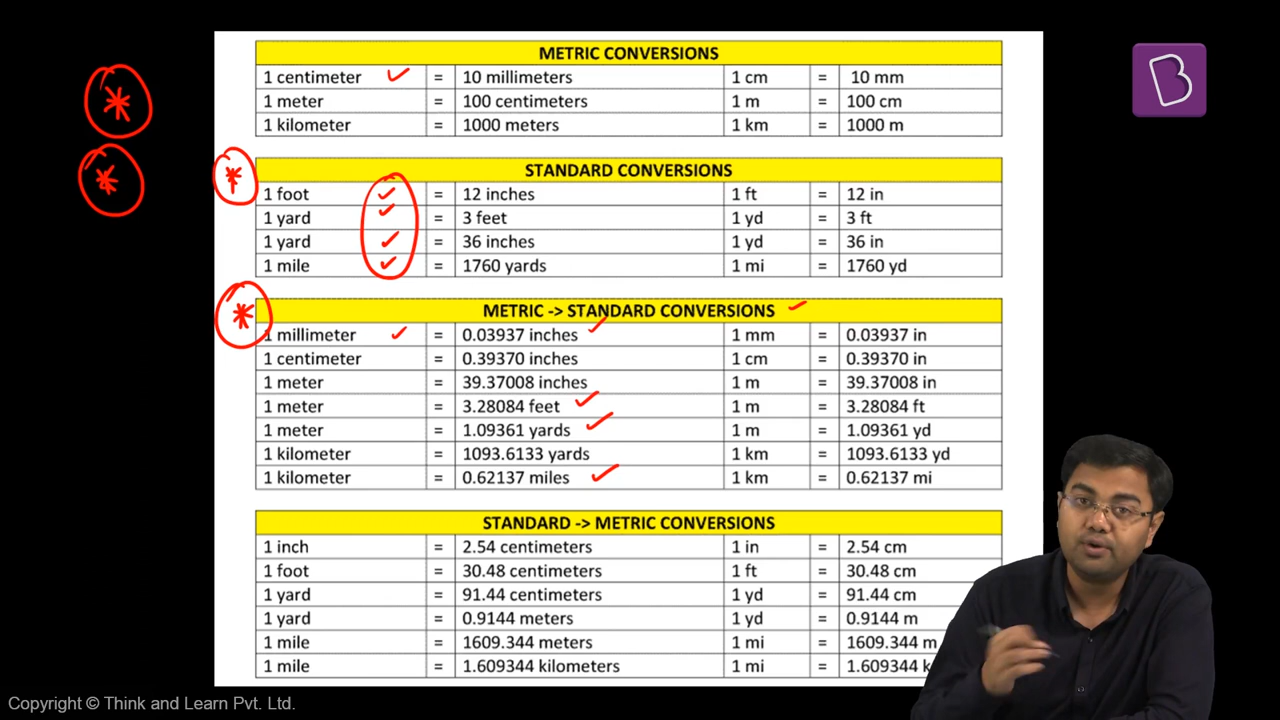 METRIC CONVERSIONS
1 centimeter = 10 millimeters 1 cm = 10 mm
1 meter = 100 centimeters 1 m = 100 cm
1 kilometer = 1000 meters 1 km = 1000 m
STANDARD CONVERSIONS
1 foot = 12 inches 1 ft = 12 in
1 yard = 3 feet 1 yd = 3 ft
1 yard = 36 inches 1 yd = 36 in
1 mile = 1760 yards 1 mi = 1760 yd
METRIC -> STANDARD CONVERSIONS
1 millimeter = 0.03937 inches 1 mm = 0.03937 in
1 centimeter = 0.39370 inches 1 cm = 0.39370 in
1 meter = 39.37008 inches 1 m = 39.37008 in
1 meter = 3.28084 feet 1 m = 3.28084 ft
1 meter = 1.09361 yards 1 m = 1.09361 yd
1 kilometer = 1093.6133 yards 1 km = 1093.6133 yd
1 kilometer = 0.62137 miles 1 km = 0.62137 mi
STANDARD -> METRIC CONVERSIONS
1 inch = 2.54 centimeters 1 in = 2.54 cm
1 foot = 30.48 centimeters 1 ft = 30.48 cm
1 yard = 91.44 centimeters 1 yd = 91.44 cm
1 yard = 0.9144 meters 1 yd = 0.9144 m
1 mile = 1609.344 meters 1 mi = 1609.344 m
1 mile = 1.609344 kilometers 1 mi = 1.609344
B
Copyright © Think and Learn Pvt. Ltd.